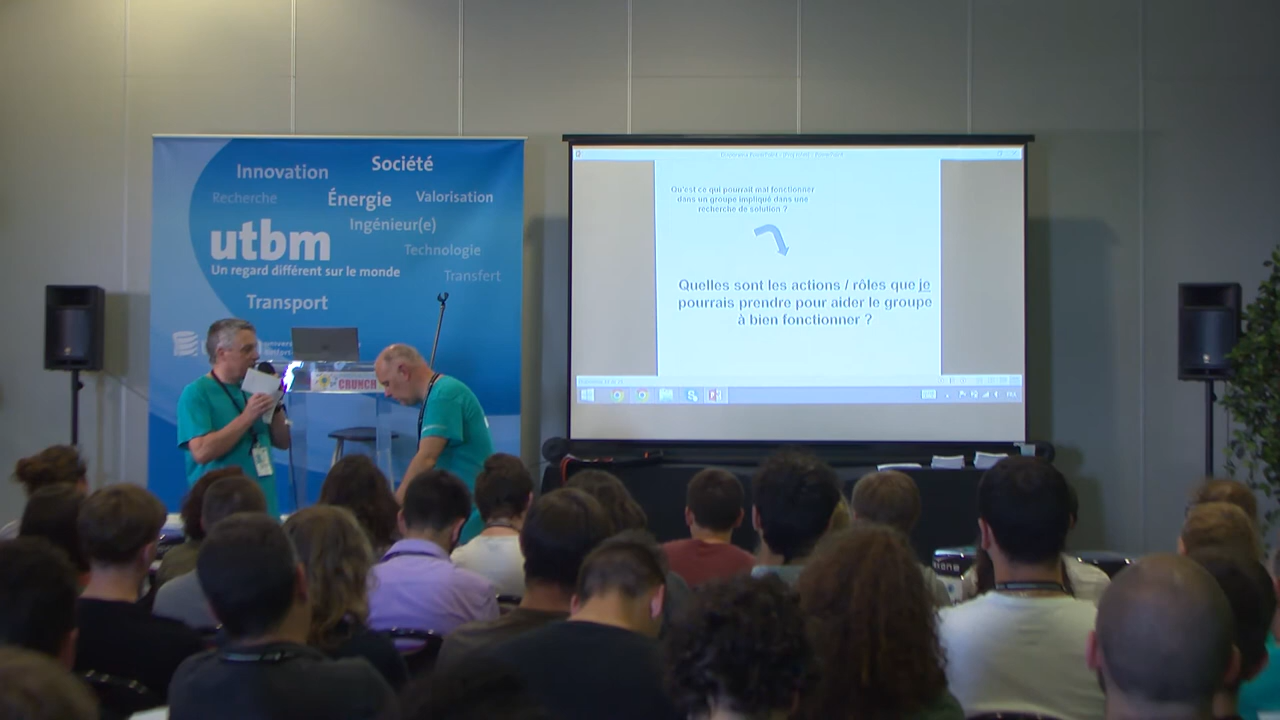 Innovation
Société
Recherche
Énergie
Valorisation
Ingénieur(e)
utbm
Technologie
Un regard différent sur le monde
Transfert
Transport
CRUNCH
Qu'est ce qui pourrait mal fonctionner
dans un groupe impliqué dans une
recherche de solution ?
Quelles sont les actions / rôles que je
pourrais prendre pour aider le groupe
à bien fonctionner ?